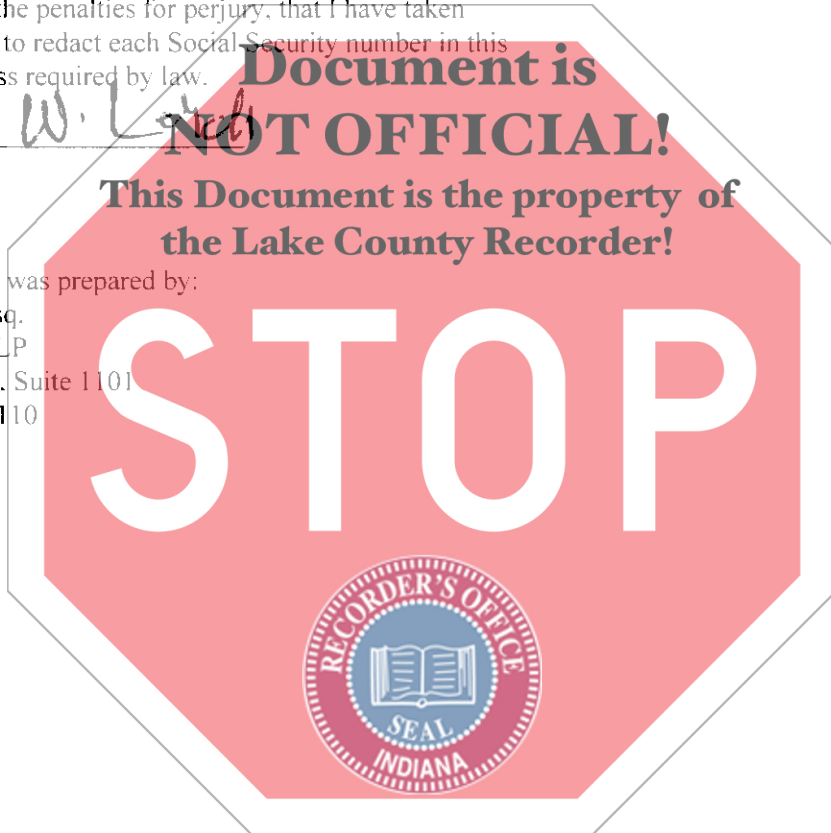 he penalties for perjury, that I have taken
to redact each Social Security number in this
ss required by law.
Document is
W.
NOT OFFICIAL!
This Document is the property of
the Lake County Recorder!
was prepared by:
sq.
LP
. Suite 1101
110
STOP
RECORDER'S OFFICE
SEAL
INDIANA